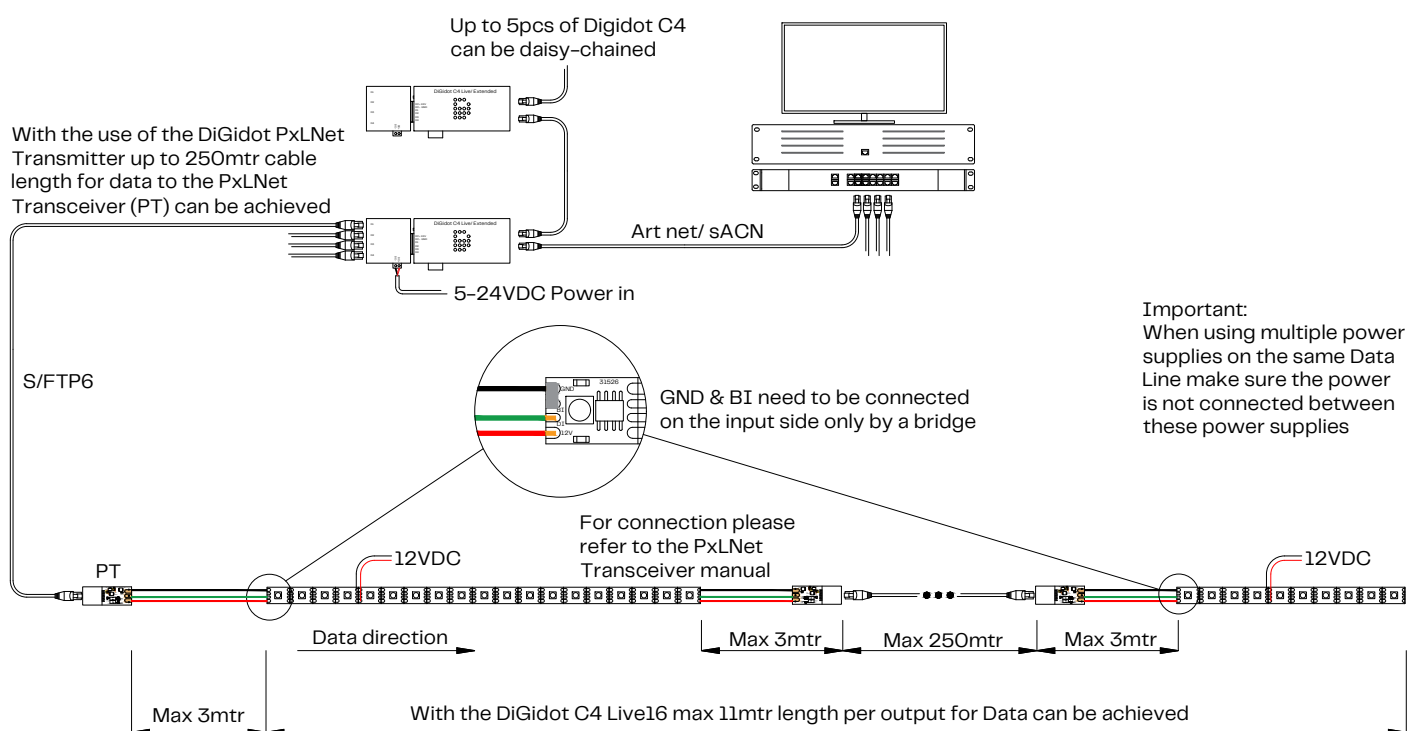 Up to 5pcs of Digidot C4
can be daisy-chained
DiGidot C4 Live/ Extended
With the use of the DiGidot PxLNet
Transmitter up to 250mtr cable
length for data to the PxLNet
Transceiver (PT) can be achieved
DiGidot C4 Live/ Extended
Art net/ sACN
5-24VDC Power in
Important:
When using multiple power
supplies on the same Data
Line make sure the power
is not connected between
these power supplies
S/FTP6
GND
31526
BI
DI
12V
GND & BI need to be connected
on the input side only by a bridge
For connection please
refer to the PxLNet
Transceiver manual
12VDC
12VDC
PT
Data direction
Max 3mtr
Max 250mtr
Max 3mtr
Max 3mtr
With the DiGidot C4 Live16 max 11mtr length per output for Data can be achieved